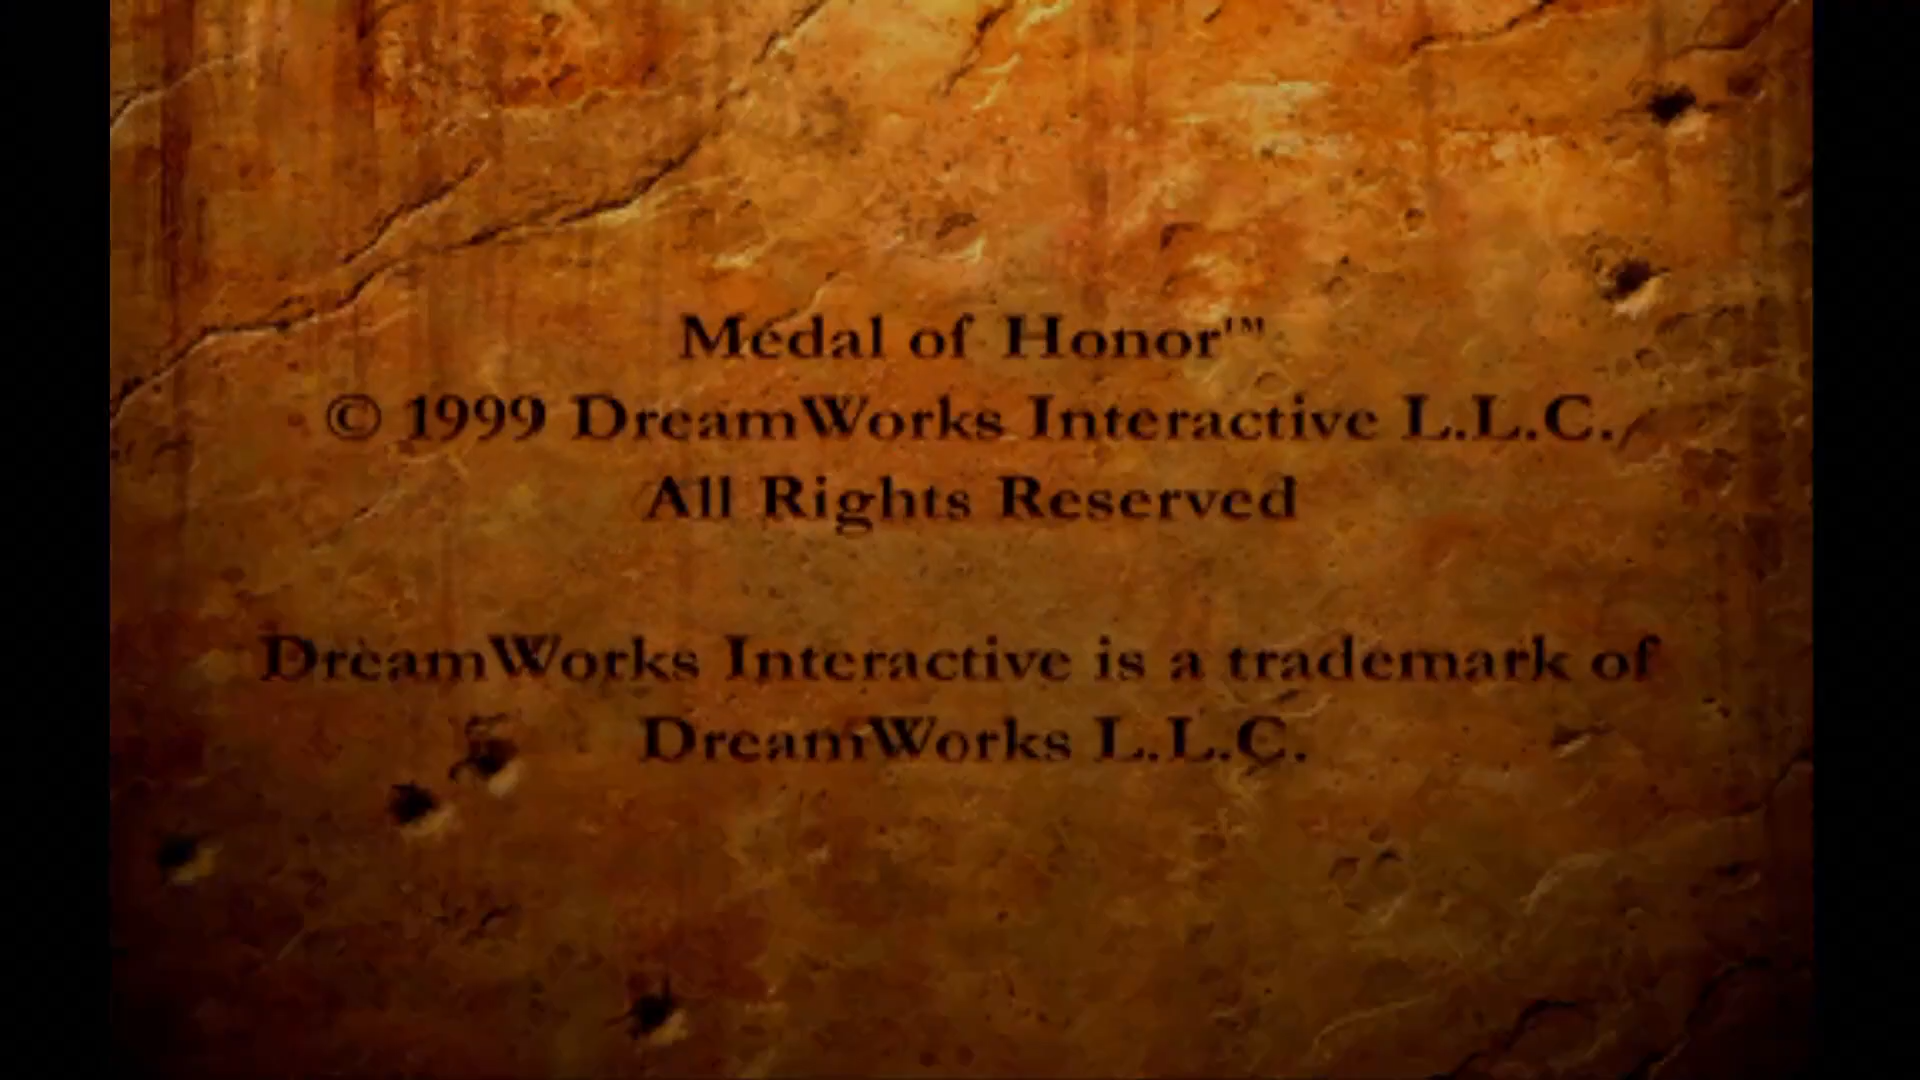 Medal of Honor™
© 1999 DreamWorks Interactive L.L.C.
All Rights Reserved
DreamWorks Interactive is a trademark of
DreamWorks L.L.C.